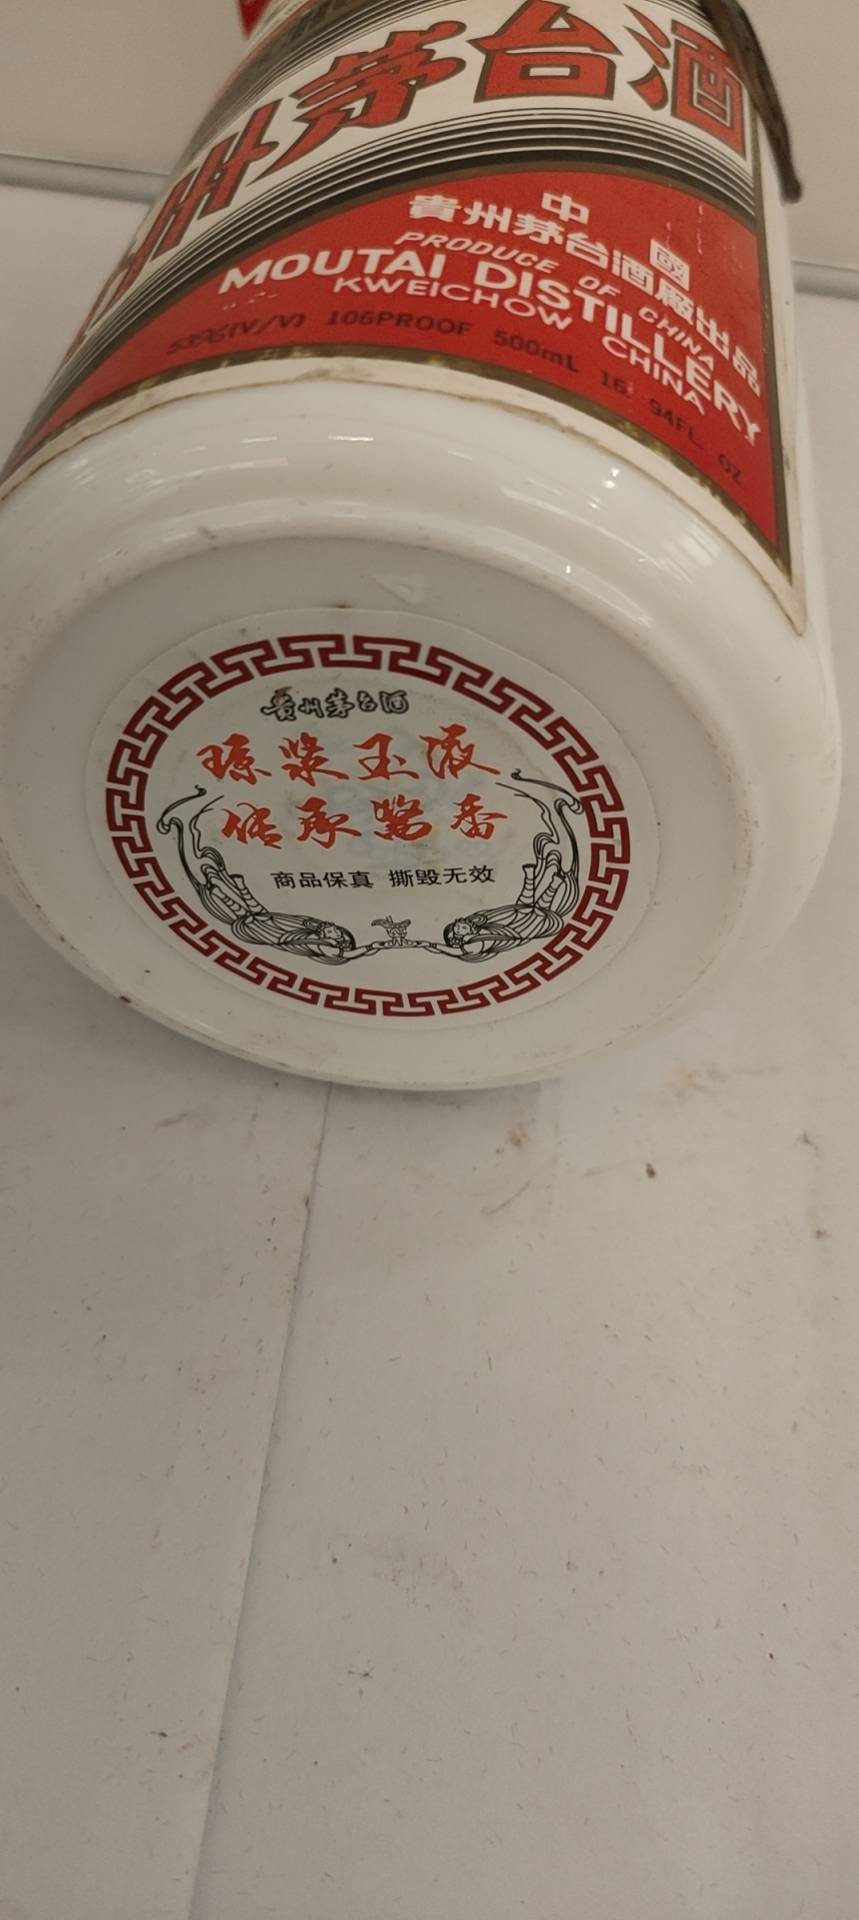 贵州茅台酒
中國
貴州茅台酒廠出品
PRODUCE OF CHINA
MOUTAI DISTILLERY
KWEICHOW CHINA
53%(V/V) 106PROOF 500mL 16.94FL OZ
贵州茅台酒
琼浆玉液
传承酱香
商品保真 撕毁无效